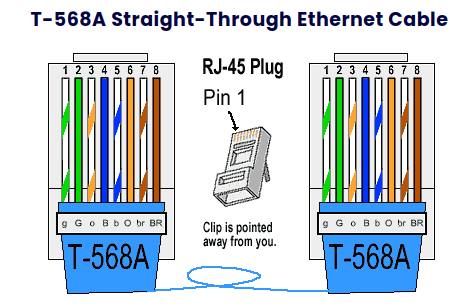 T-568A Straight-Through Ethernet Cable
1 2 3 4 5 6 7 8
RJ-45 Plug
Pin 1
1 2 3 4 5 6 7 8
Clip is pointed
away from you.
g G o B b O br BR
g G o B b O br BR
T-568A
T-568A